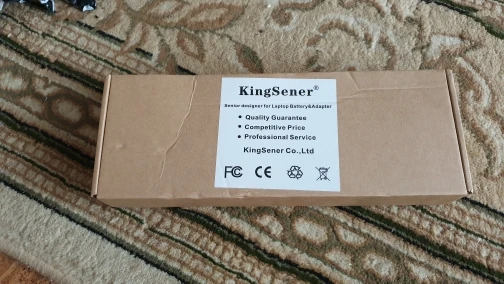 KingSener®
Senior designer for Laptop Battery&Adapter
• Quality Guarantee
• Competitive Price
• Professional Service
KingSener Co.,Ltd
FC CE